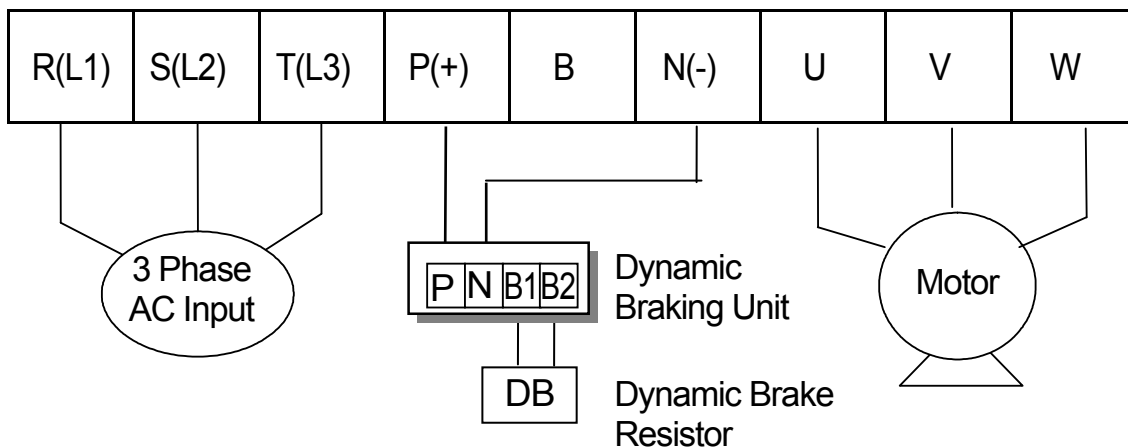 R(L1) S(L2) T(L3) P(+) B N(-) U V W
3 Phase
AC Input
P N B1 B2
Dynamic
Braking Unit
Motor
DB
Dynamic Brake
Resistor